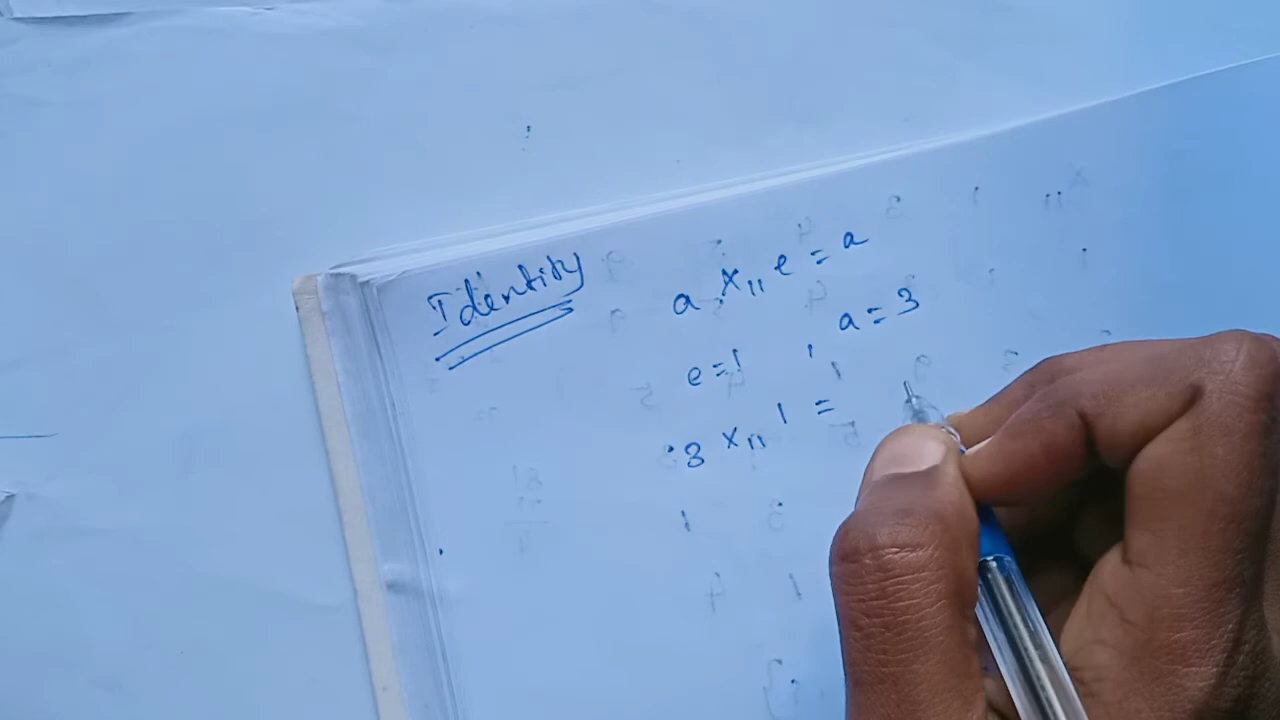 Identity
a ×₁₁ e = a
e = 1 , a = 3
3 ×₁₁ 1 =